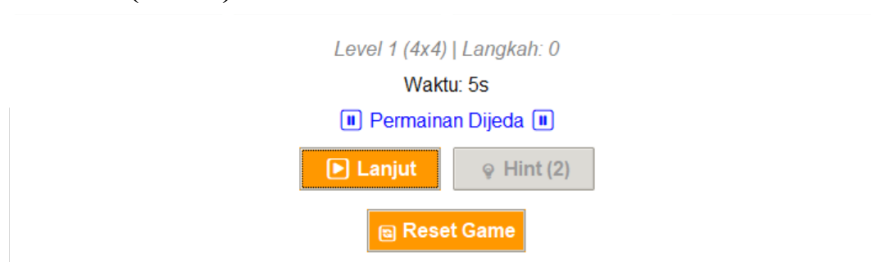 Level 1 (4x4) | Langkah: 0
Waktu: 5s
Permainan Dijeda
Lanjut
Hint (2)
Reset Game